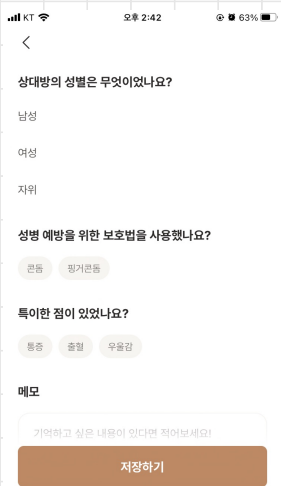 KT 오후 2:42 63%
상대방의 성별은 무엇이었나요?
남성
여성
자위
성병 예방을 위한 보호법을 사용했나요?
콘돔 핑거콘돔
특이한 점이 있었나요?
통증 출혈 우울감
메모
기억하고 싶은 내용이 있다면 적어보세요!
저장하기